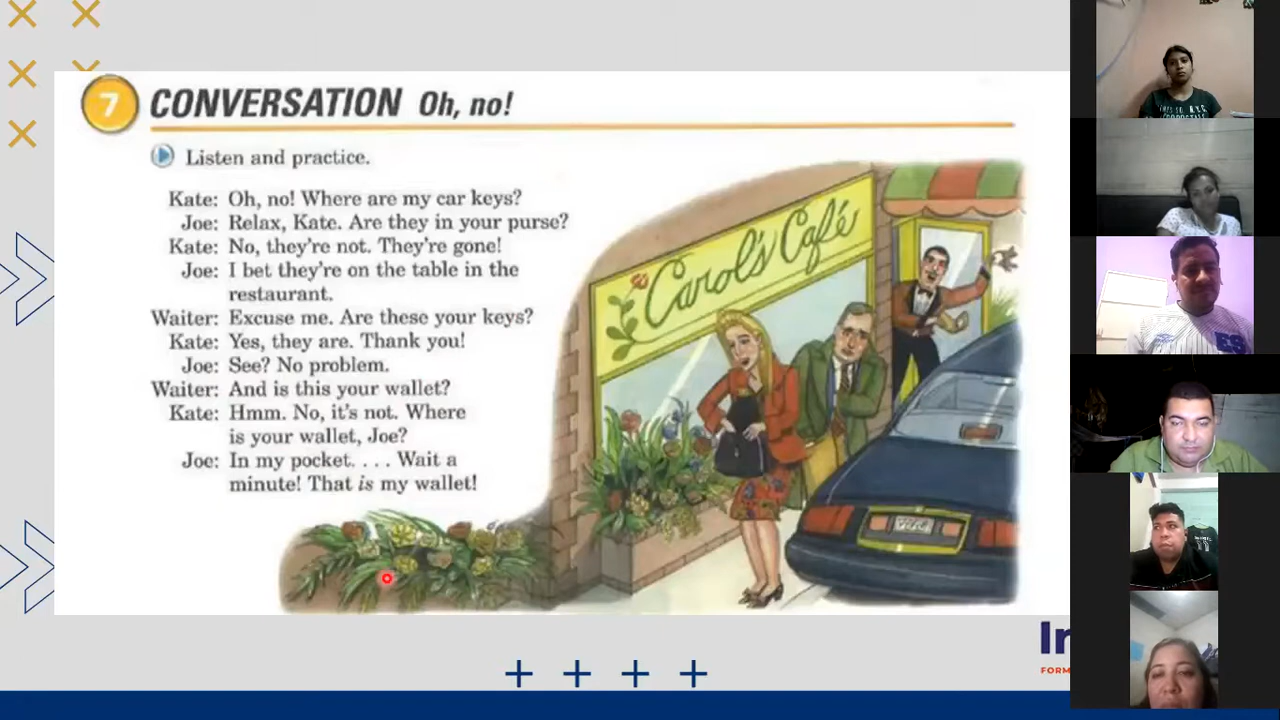 7 CONVERSATION Oh, no!
Listen and practice.
Kate: Oh, no! Where are my car keys?
Joe: Relax, Kate. Are they in your purse?
Kate: No, they're not. They're gone!
Joe: I bet they're on the table in the
restaurant.
Waiter: Excuse me. Are these your keys?
Kate: Yes, they are. Thank you!
Joe: See? No problem.
Waiter: And is this your wallet?
Kate: Hmm. No, it's not. Where
is your wallet, Joe?
Joe: In my pocket. . . . Wait a
minute! That is my wallet!
Carol's Café
In
FORM